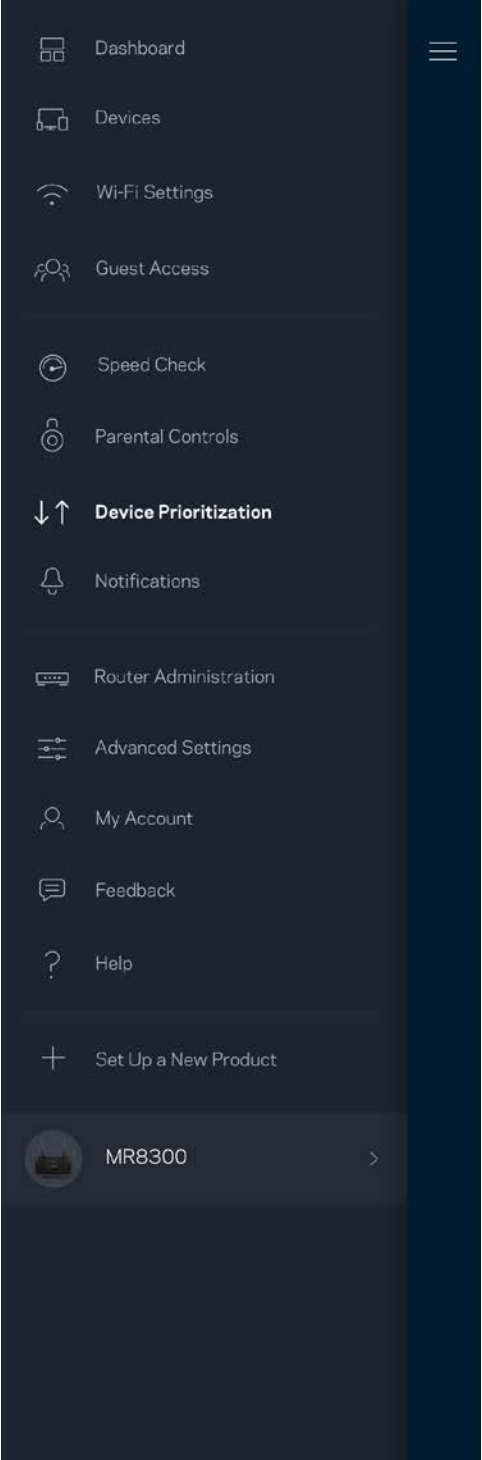 Dashboard
Devices
Wi-Fi Settings
Guest Access
Speed Check
Parental Controls
Device Prioritization
Notifications
Router Administration
Advanced Settings
My Account
Feedback
Help
Set Up a New Product
MR8300